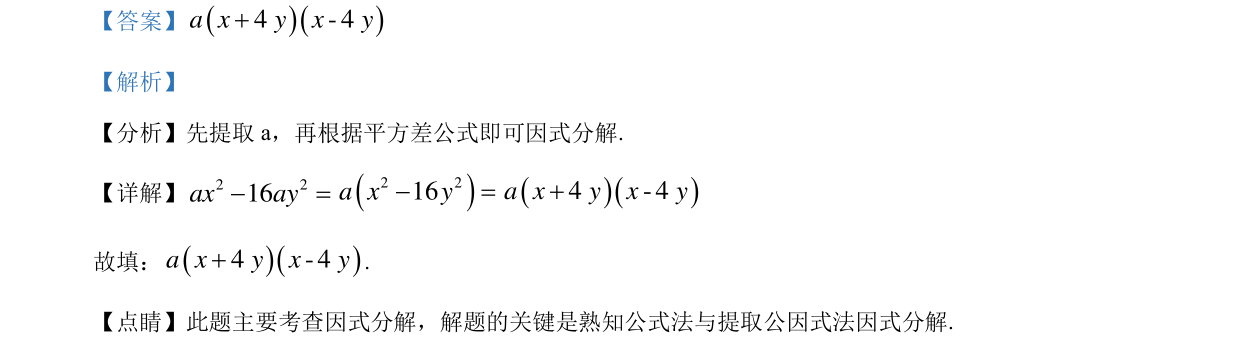 【答案】a(x+4y)(x-4y)
【解析】
【分析】先提取 a，再根据平方差公式即可因式分解.
【详解】ax²−16ay²=a(x²−16y²)=a(x+4y)(x-4y)
故填：a(x+4y)(x-4y).
【点睛】此题主要考查因式分解，解题的关键是熟知公式法与提取公因式法因式分解.